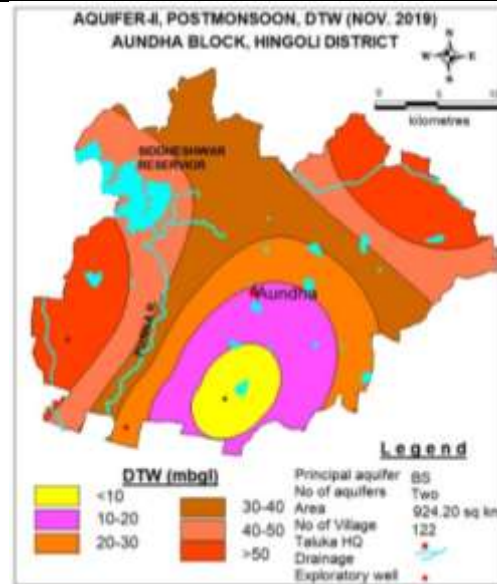 AQUIFER-II, POSTMONSOON, DTW (NOV. 2019)
AUNDHA BLOCK, HINGOLI DISTRICT
N
W E
S
0
kilometres
SIDDHESHWAR
RESERVIOR
Aundha
Legend
DTW (mbgl)
<10
10-20
20-30
30-40
40-50
>50
Principal aquifer BS
No of aquifers Two
Area 924.20 sq km
No of Village 122
Taluka HQ
Drainage
Exploratory well